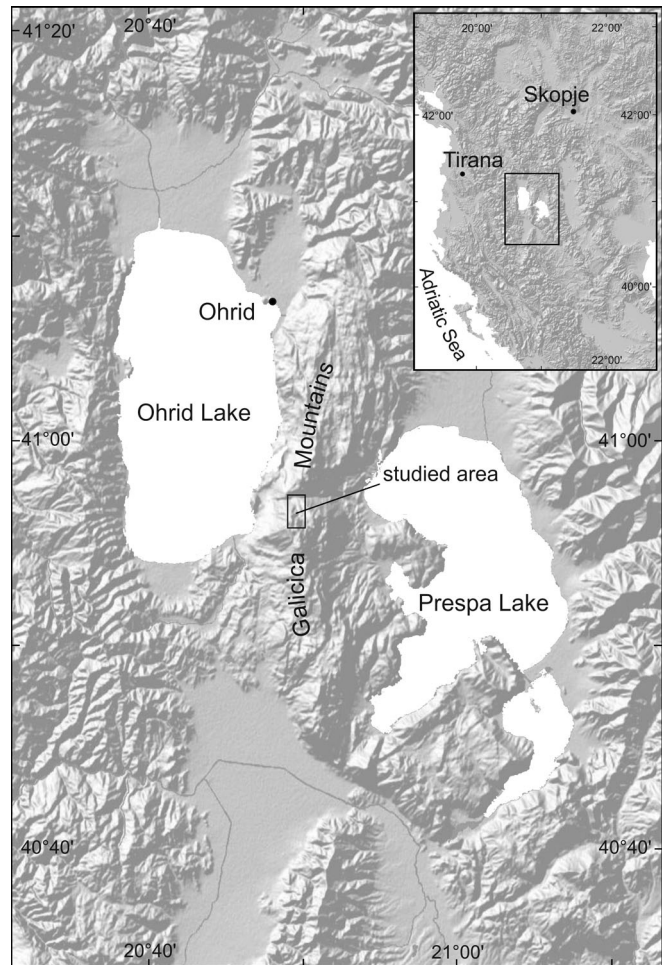 41°20'
20°40'
20°00'
22°00'
Skopje
42°00'
42°00'
Tirana
40°00'
Adriatic Sea
22°00'
Ohrid
Mountains
Ohrid Lake
41°00'
41°00'
studied area
Galicica
Prespa Lake
40°40'
40°40'
20°40'
21°00'